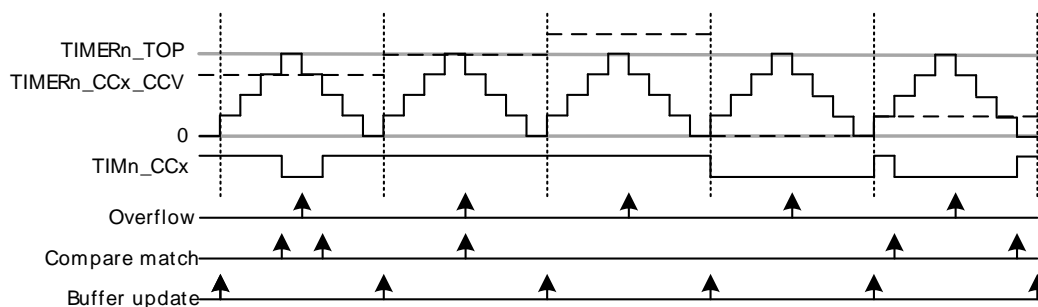 TIMERn_TOP
TIMERn_CCx_CCV
0
TIMn_CCx
Overflow
Compare match
Buffer update